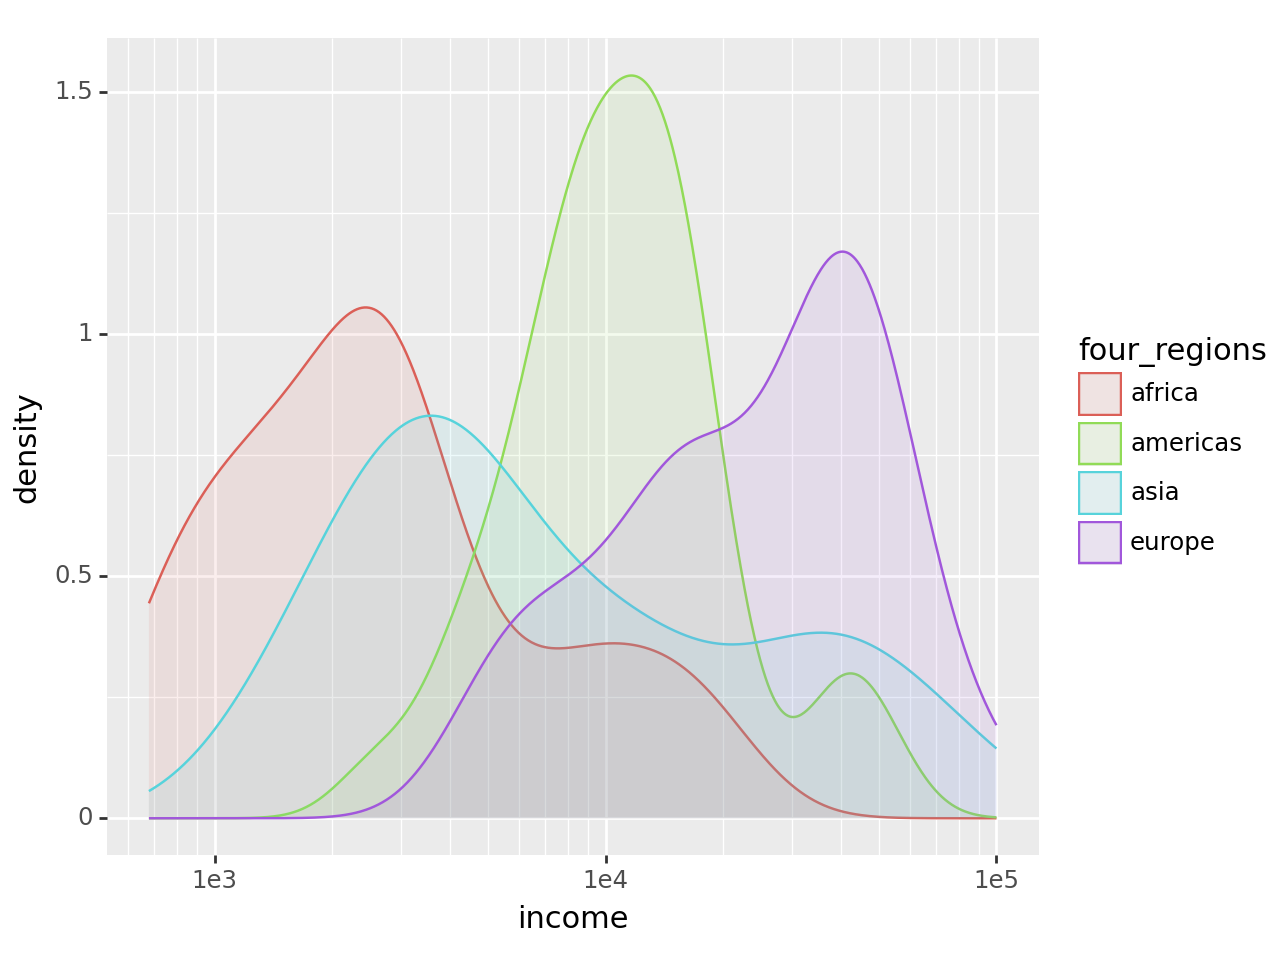 1.5
1
0.5
0
density
1e3
1e4
1e5
income
four_regions
africa
americas
asia
europe